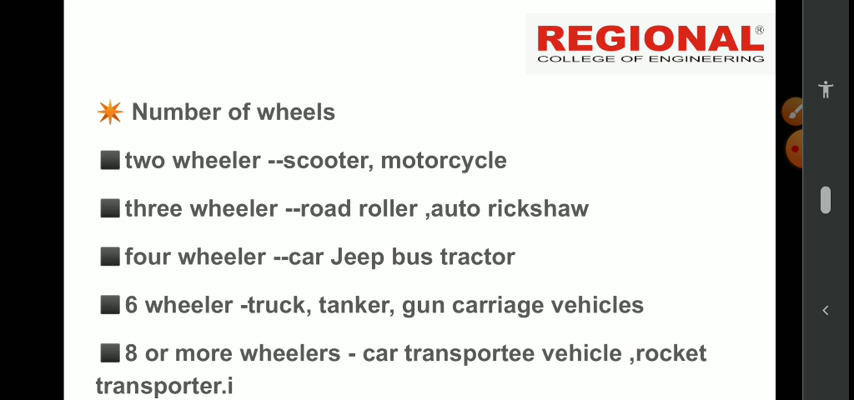 REGIONAL®
COLLEGE OF ENGINEERING
Number of wheels
two wheeler --scooter, motorcycle
three wheeler --road roller ,auto rickshaw
four wheeler --car Jeep bus tractor
6 wheeler -truck, tanker, gun carriage vehicles
8 or more wheelers - car transportee vehicle ,rocket
transporter.i